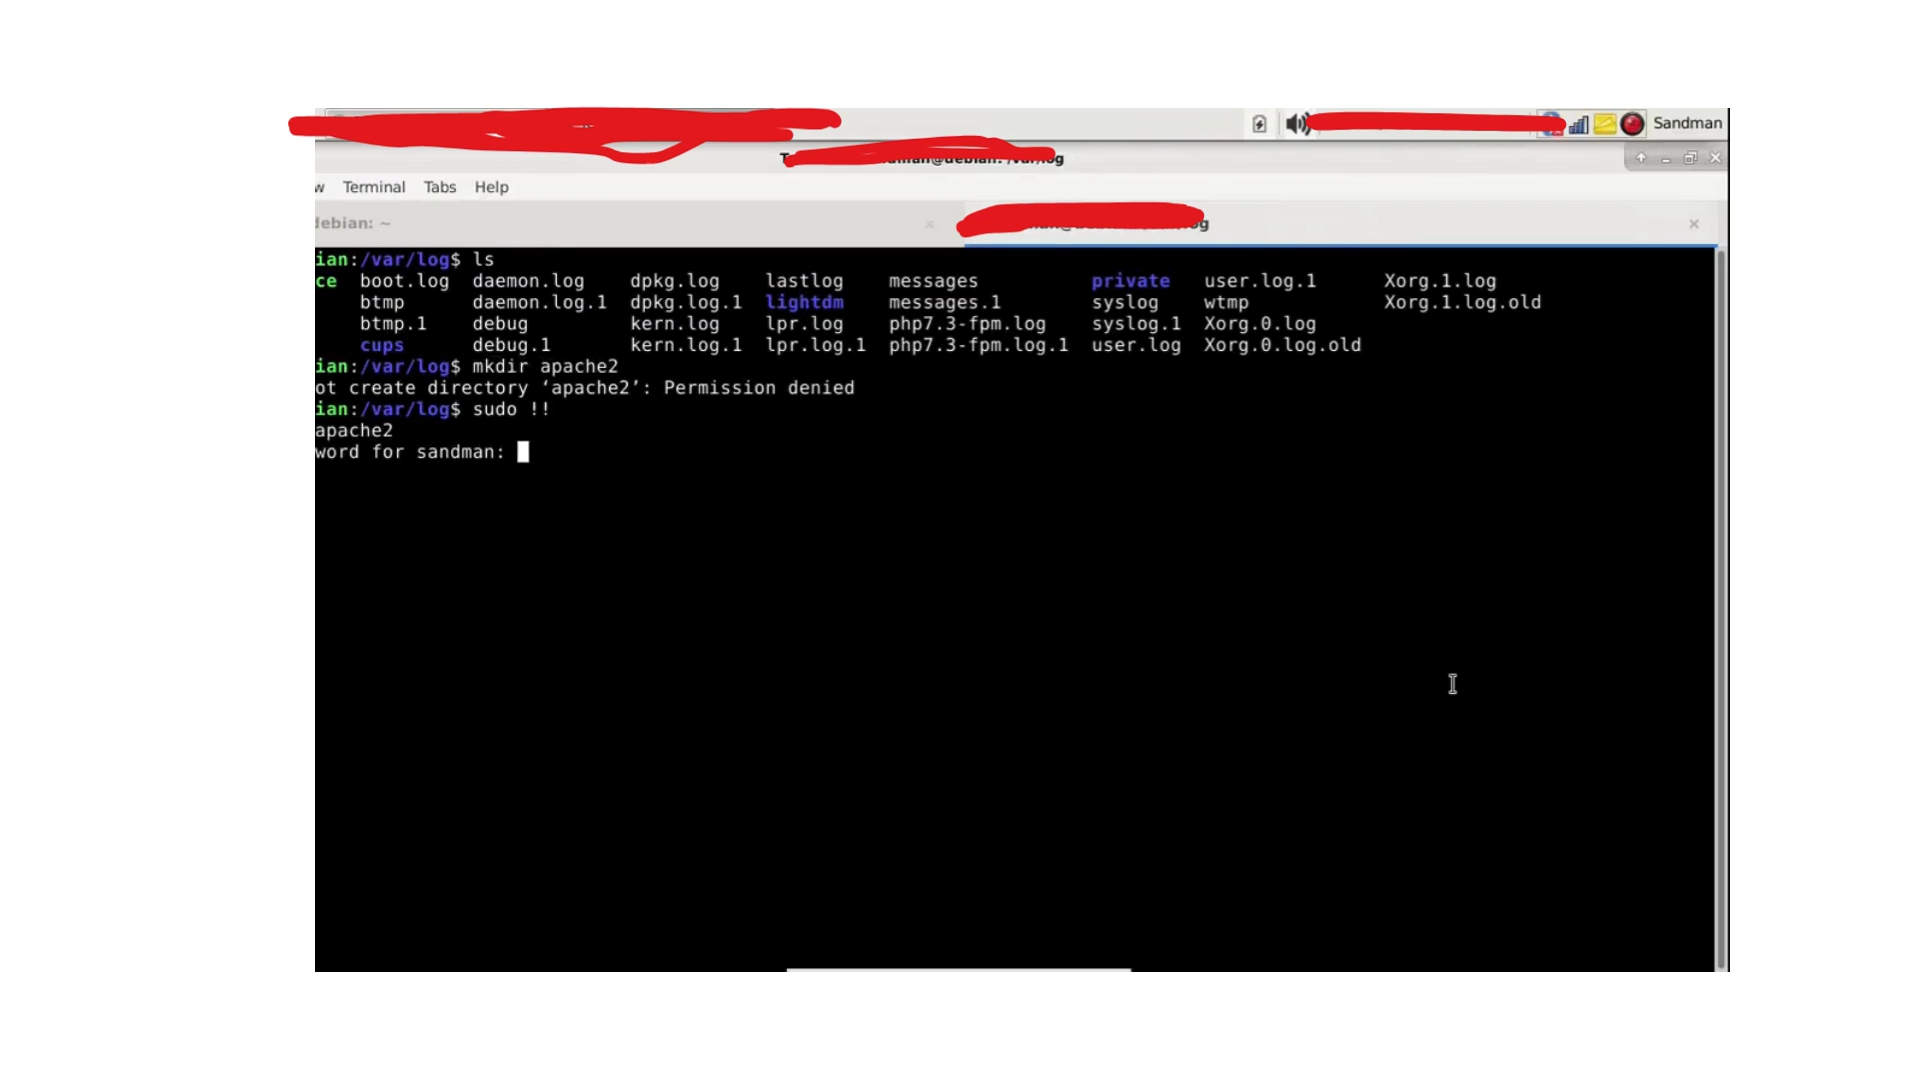 Sandman
@debian: /var/log
w Terminal Tabs Help
debian: ~
ian:/var/log$ ls
ce boot.log daemon.log dpkg.log lastlog messages private user.log.1 Xorg.1.log
btmp daemon.log.1 dpkg.log.1 lightdm messages.1 syslog wtmp Xorg.1.log.old
btmp.1 debug kern.log lpr.log php7.3-fpm.log syslog.1 Xorg.0.log
cups debug.1 kern.log.1 lpr.log.1 php7.3-fpm.log.1 user.log Xorg.0.log.old
ian:/var/log$ mkdir apache2
ot create directory ‘apache2’: Permission denied
ian:/var/log$ sudo !!
apache2
word for sandman: